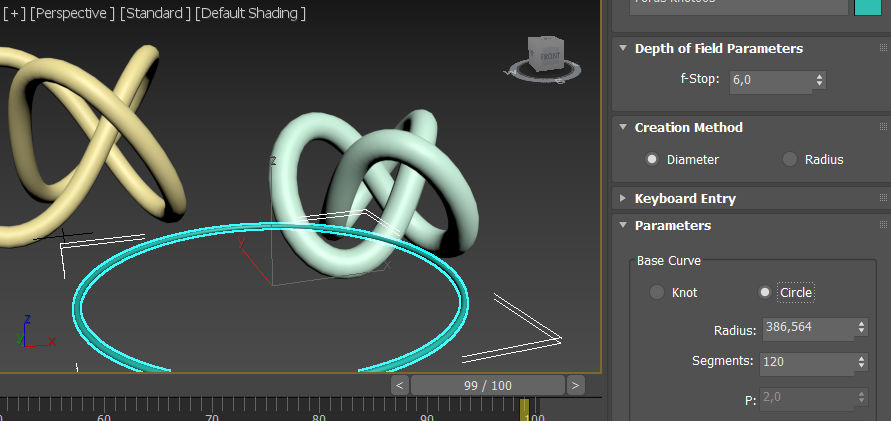 [ + ] [Perspective ] [Standard ] [Default Shading ]
FRONT
z
y
x
z
x
< 99 / 100 >
60 70 80 90 100
Depth of Field Parameters
f-Stop: 6,0
Creation Method
Diameter Radius
Keyboard Entry
Parameters
Base Curve
Knot Circle
Radius: 386,564
Segments: 120
P: 2,0